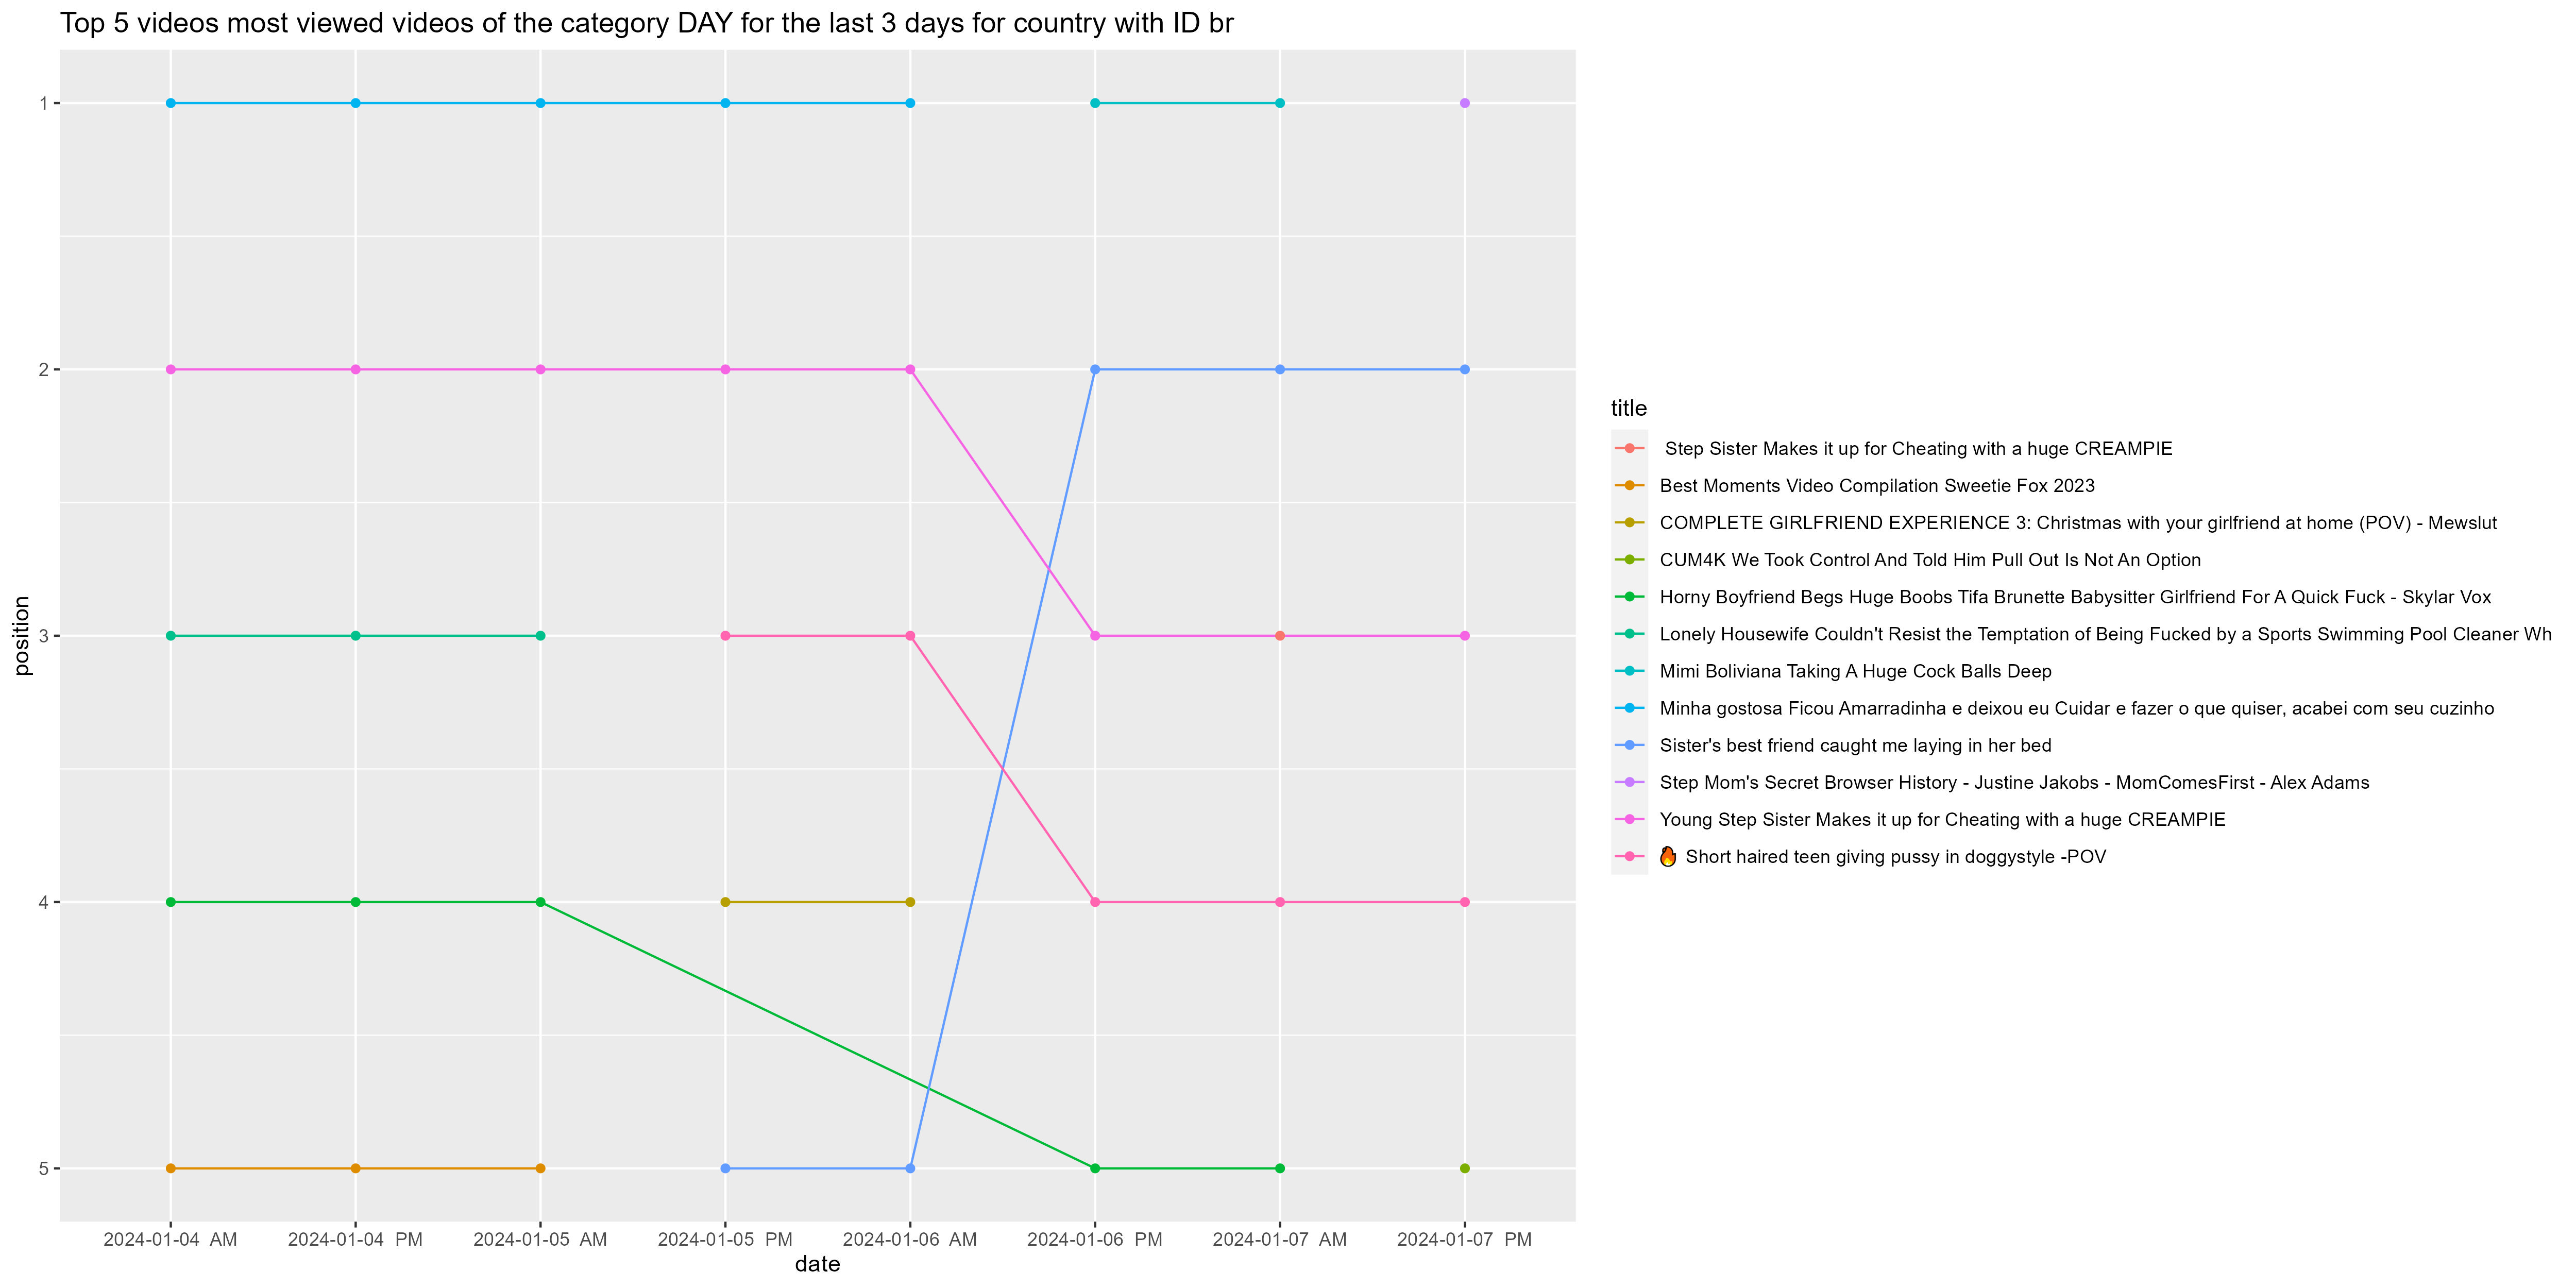 Top 5 videos most viewed videos of the category DAY for the last 3 days for country with ID br
1
2
3
4
5
position
2024-01-04 AM
2024-01-04 PM
2024-01-05 AM
2024-01-05 PM
2024-01-06 AM
2024-01-06 PM
2024-01-07 AM
2024-01-07 PM
date
title
Step Sister Makes it up for Cheating with a huge CREAMPIE
Best Moments Video Compilation Sweetie Fox 2023
COMPLETE GIRLFRIEND EXPERIENCE 3: Christmas with your girlfriend at home (POV) - Mewslut
CUM4K We Took Control And Told Him Pull Out Is Not An Option
Horny Boyfriend Begs Huge Boobs Tifa Brunette Babysitter Girlfriend For A Quick Fuck - Skylar Vox
Lonely Housewife Couldn't Resist the Temptation of Being Fucked by a Sports Swimming Pool Cleaner Wh
Mimi Boliviana Taking A Huge Cock Balls Deep
Minha gostosa Ficou Amarradinha e deixou eu Cuidar e fazer o que quiser, acabei com seu cuzinho
Sister's best friend caught me laying in her bed
Step Mom's Secret Browser History - Justine Jakobs - MomComesFirst - Alex Adams
Young Step Sister Makes it up for Cheating with a huge CREAMPIE
🔥 Short haired teen giving pussy in doggystyle -POV